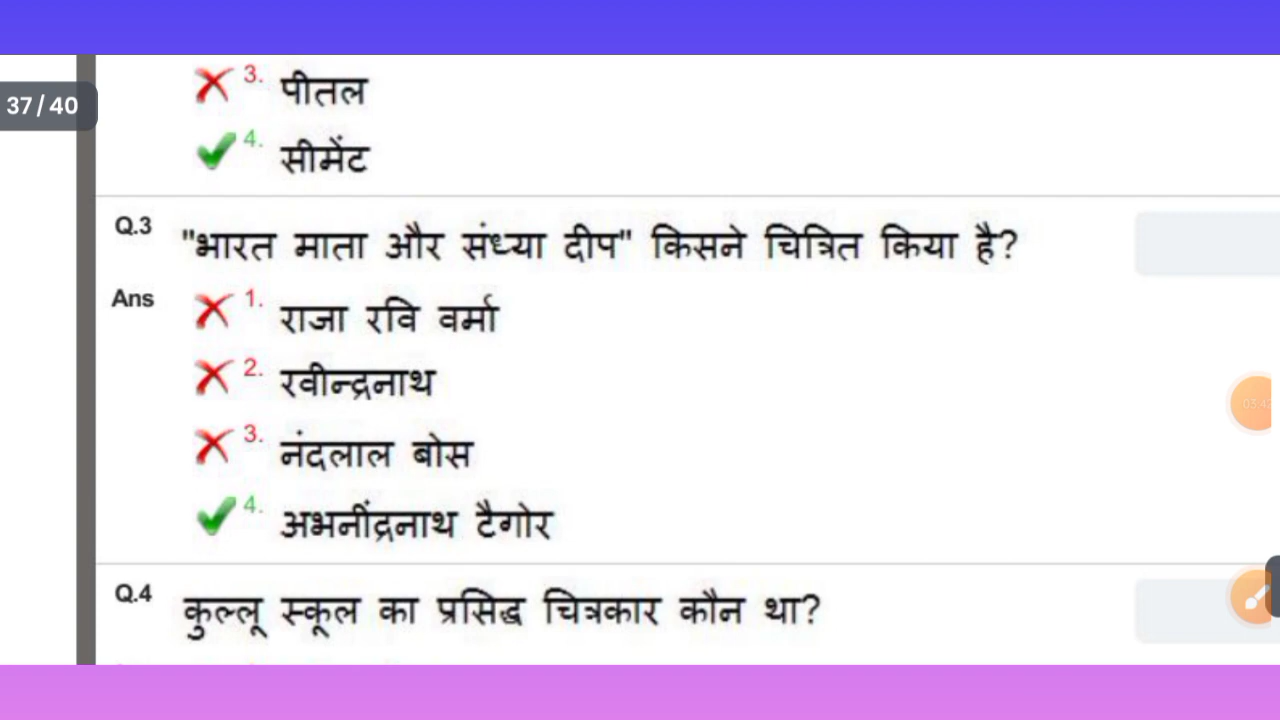 3. पीतल
37/40
4. सीमेंट
Q.3 "भारत माता और संध्या दीप" किसने चित्रित किया है?
Ans 1. राजा रवि वर्मा
2. रवीन्द्रनाथ
3. नंदलाल बोस
4. अभनींद्रनाथ टैगोर
Q.4 कुल्लू स्कूल का प्रसिद्ध चित्रकार कौन था?